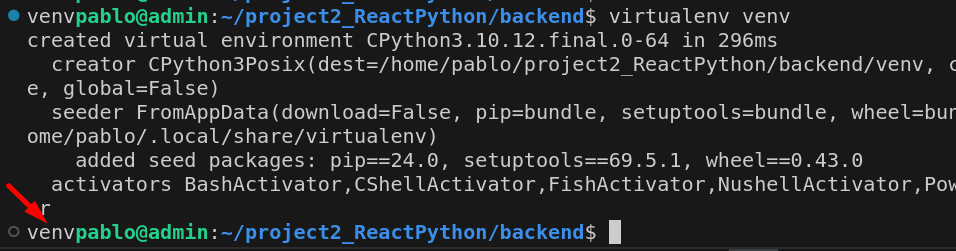 venvpablo@admin:~/project2_ReactPython/backend$ virtualenv venv
created virtual environment CPython3.10.12.final.0-64 in 296ms
creator CPython3Posix(dest=/home/pablo/project2_ReactPython/backend/venv, c
e, global=False)
seeder FromAppData(download=False, pip=bundle, setuptools=bundle, wheel=bun
ome/pablo/.local/share/virtualenv)
added seed packages: pip==24.0, setuptools==69.5.1, wheel==0.43.0
activators BashActivator,CShellActivator,FishActivator,NushellActivator,Pow
r
venvpablo@admin:~/project2_ReactPython/backend$